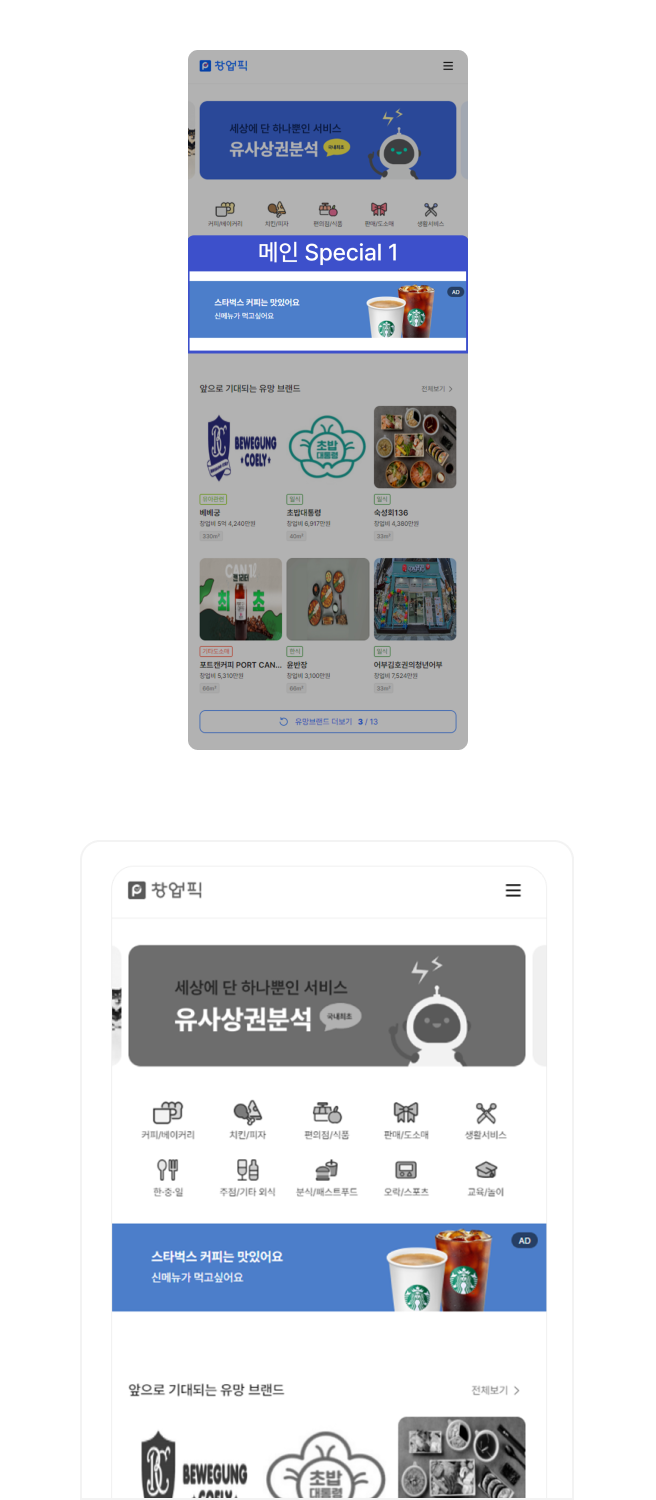 창업픽
세상에 단 하나뿐인 서비스
유사상권분석 국내최초
커피/베이커리 치킨/피자 편의점/식품 판매/도소매 생활서비스
메인 Special 1
AD
스타벅스 커피는 맛있어요
신메뉴가 먹고싶어요
앞으로 기대되는 유망 브랜드 전체보기
BEWEGUNG
COELY
초밥
대통령
유아관련 일식 일식
베베궁 초밥대통령 숙성회136
창업비 5억 4,240만원 창업비 6,917만원 창업비 4,380만원
330m² 40m² 33m²
최초
기타도소매 한식 일식
포트캔커피 PORT CAN... 윤반장 어부김호권의청년어부
창업비 5,310만원 창업비 3,100만원 창업비 7,524만원
66m² 66m² 33m²
유망브랜드 더보기 3 / 13
창업픽
세상에 단 하나뿐인 서비스
유사상권분석 국내최초
커피/베이커리 치킨/피자 편의점/식품 판매/도소매 생활서비스
한·중·일 주점/기타 외식 분식/패스트푸드 오락/스포츠 교육/놀이
AD
스타벅스 커피는 맛있어요
신메뉴가 먹고싶어요
앞으로 기대되는 유망 브랜드 전체보기
BEWEGUNG
COELY
초밥
대통령